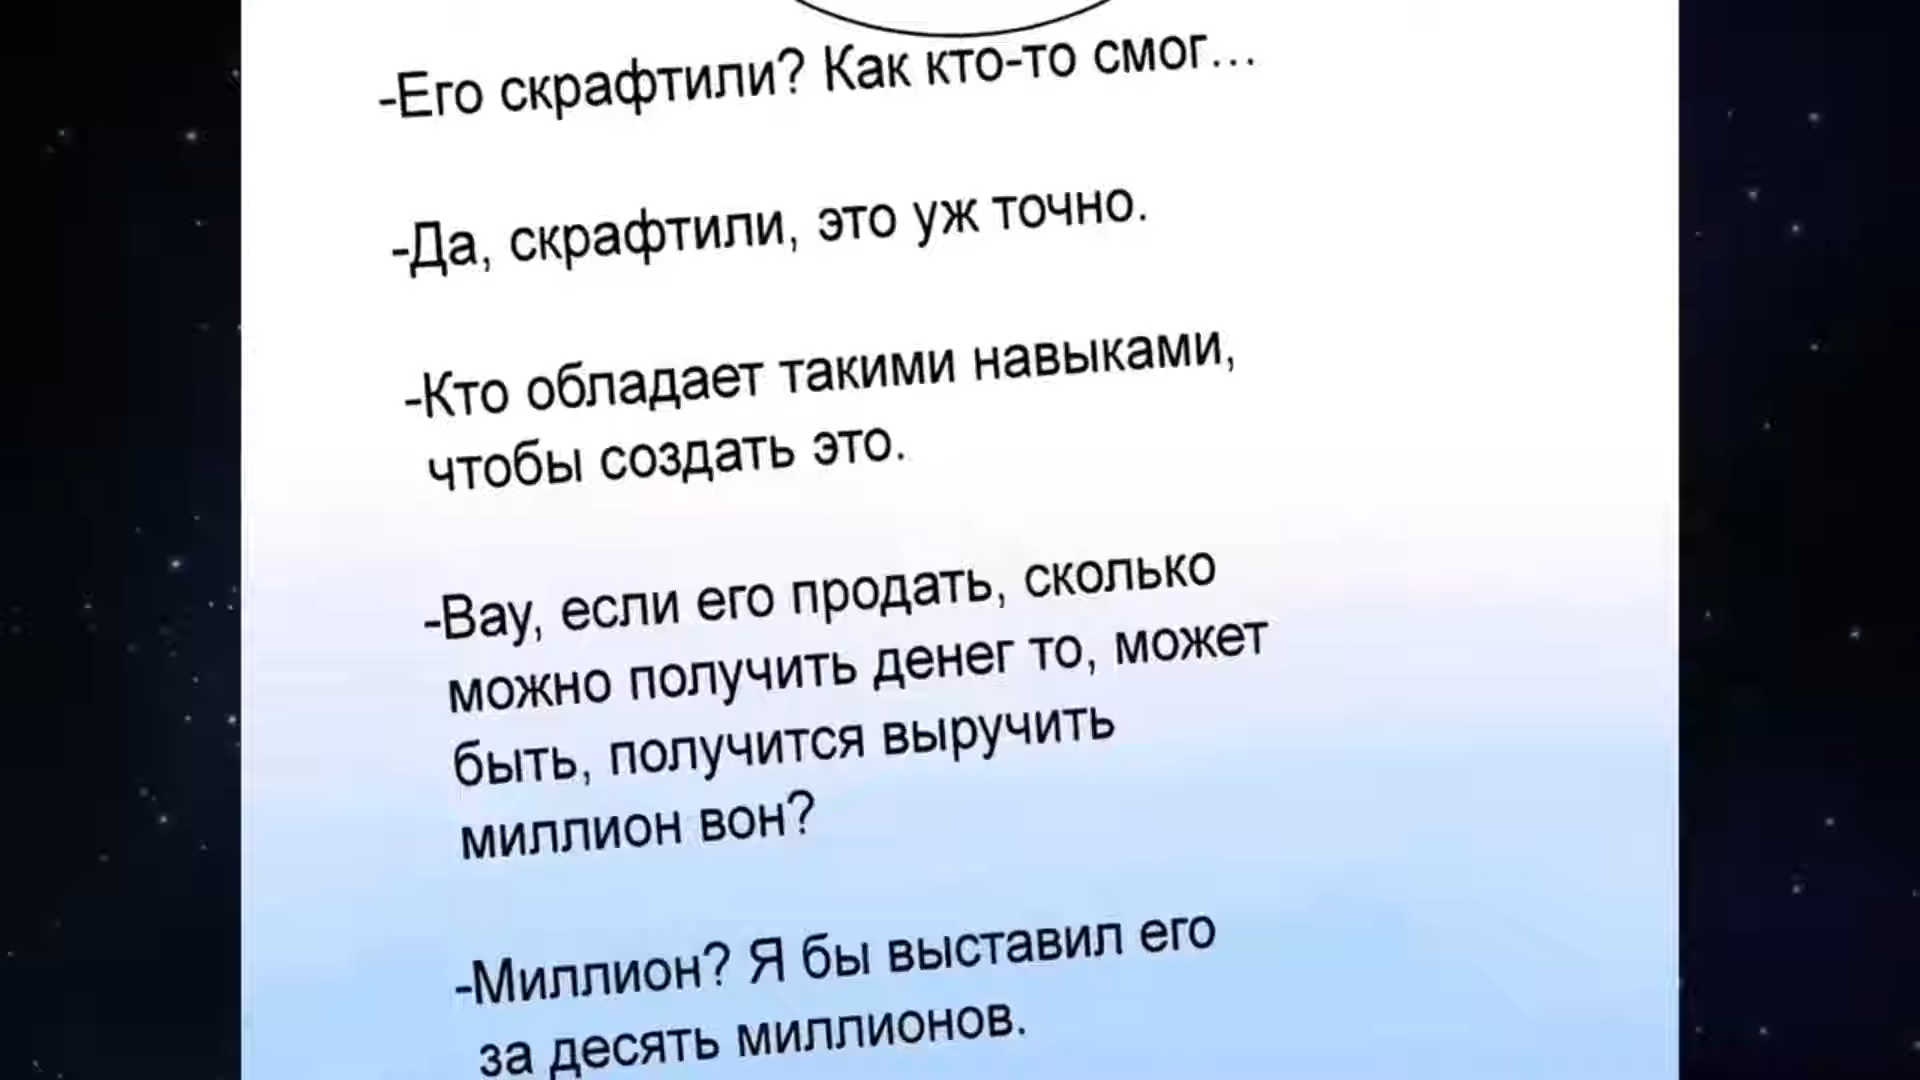 -Его скрафтили? Как кто-то смог...
-Да, скрафтили, это уж точно.
-Кто обладает такими навыками,
чтобы создать это.
-Вау, если его продать, сколько
можно получить денег то, может
быть, получится выручить
миллион вон?
-Миллион? Я бы выставил его
за десять миллионов.